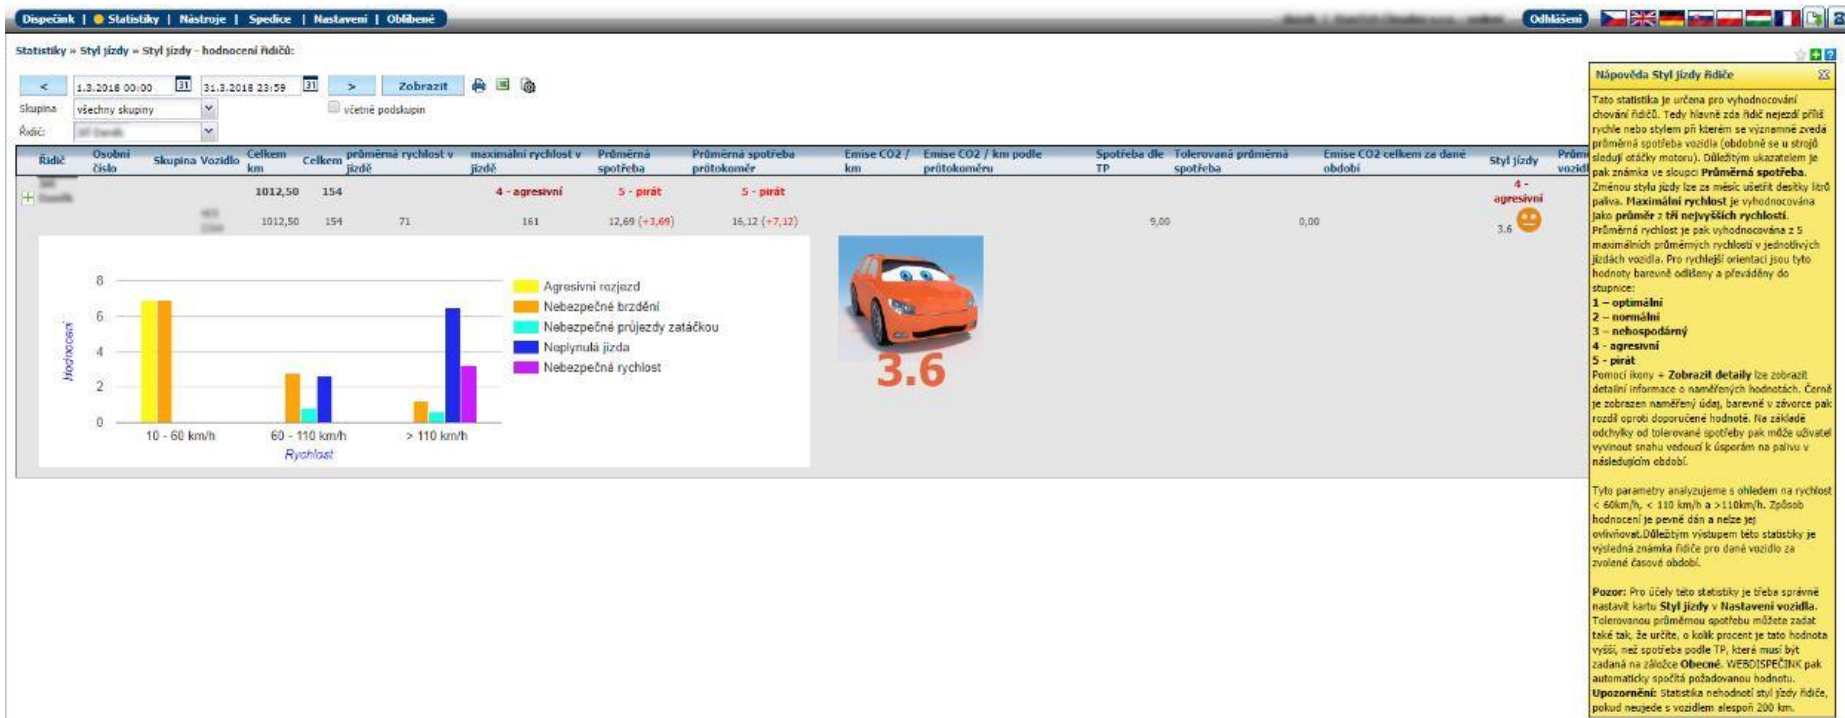 Dispečink | Statistiky | Nástroje | Spedice | Nastavení | Oblíbené
Odhlášení
Statistiky » Styl jízdy » Styl jízdy - hodnocení řidičů:
< 1.3.2018 00:00 31 31.3.2018 23:59 31 > Zobrazit
Skupina všechny skupiny včetně podskupin
Řidič:
Řidič Osobní číslo Skupina Vozidlo Celkem km Celkem průměrná rychlost v jízdě maximální rychlost v jízdě Průměrná spotřeba Průměrná spotřeba průtokoměr Emise CO2 / km Emise CO2 / km podle průtokoměru Spotřeba dle TP Tolerovaná průměrná spotřeba Emise CO2 celkem za dané období Styl jízdy
1012,50 154 4 - agresivní 5 - pirát 5 - pirát 4 - agresivní
1012,50 154 71 161 12,69 (+3,69) 16,12 (+7,12) 9,00 0,00 3.6
8
6
4
2
0
Hodnocení
10 - 60 km/h 60 - 110 km/h > 110 km/h
Rychlost
Agresivní rozjezd
Nebezpečné brzdění
Nebezpečné průjezdy zatáčkou
Neplynulá jízda
Nebezpečná rychlost
3.6
Nápověda Styl jízdy řidiče
Tato statistika je určena pro vyhodnocování
chování řidičů. Tedy hlavně zda řidič nejezdí příliš
rychle nebo stylem při kterém se významně zvedá
průměrná spotřeba vozidla (obdobně se u strojů
sledují otáčky motoru). Důležitým ukazatelem je
pak známka ve sloupci Průměrná spotřeba.
Změnou stylu jízdy lze za měsíc ušetřit desítky litrů
paliva. Maximální rychlost je vyhodnocována
jako průměr z tří nejvyšších rychlostí.
Průměrná rychlost je pak vyhodnocována z 5
maximálních průměrných rychlostí v jednotlivých
jízdách vozidla. Pro rychlejší orientaci jsou tyto
hodnoty barevně odlišeny a převáděny do
stupnice:
1 – optimální
2 – normální
3 – nehospodárný
4 - agresivní
5 - pirát
Pomocí ikony + Zobrazit detaily lze zobrazit
detailní informace o naměřených hodnotách. Černě
je zobrazen naměřený údaj, barevně v závorce pak
rozdíl oproti doporučené hodnotě. Na základě
odchylky od tolerované spotřeby pak může uživatel
vyvinout snahu vedoucí k úsporám na palivu v
následujícím období.
Tyto parametry analyzujeme s ohledem na rychlost
< 60km/h, < 110 km/h a >110km/h. Způsob
hodnocení je pevně dán a nelze jej
ovlivňovat.Důležitým výstupem této statistiky je
výsledná známka řidiče pro dané vozidlo za
zvolené časové období.
Pozor: Pro účely této statistiky je třeba správně
nastavit kartu Styl jízdy v Nastavení vozidla.
Tolerovanou průměrnou spotřebu můžete zadat
také tak, že určíte, o kolik procent je tato hodnota
vyšší, než spotřeba podle TP, která musí být
zadaná na záložce Obecné. WEBDISPEČINK pak
automaticky spočítá požadovanou hodnotu.
Upozornění: Statistika nehodnotí styl jízdy řidiče,
pokud neujede s vozidlem alespoň 200 km.